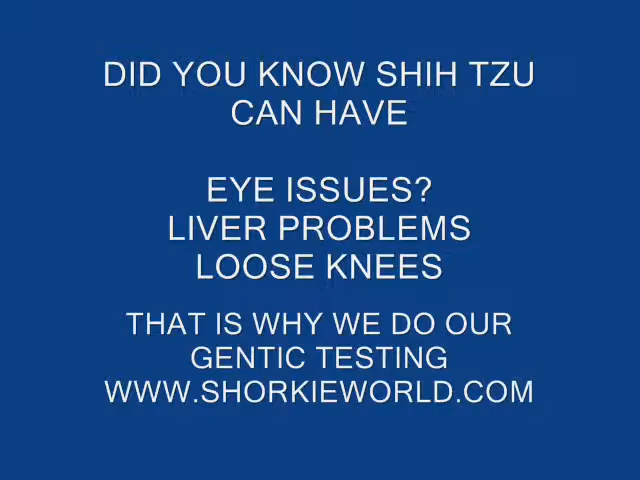 DID YOU KNOW SHIH TZU
CAN HAVE
EYE ISSUES?
LIVER PROBLEMS
LOOSE KNEES
THAT IS WHY WE DO OUR
GENTIC TESTING
WWW.SHORKIEWORLD.COM